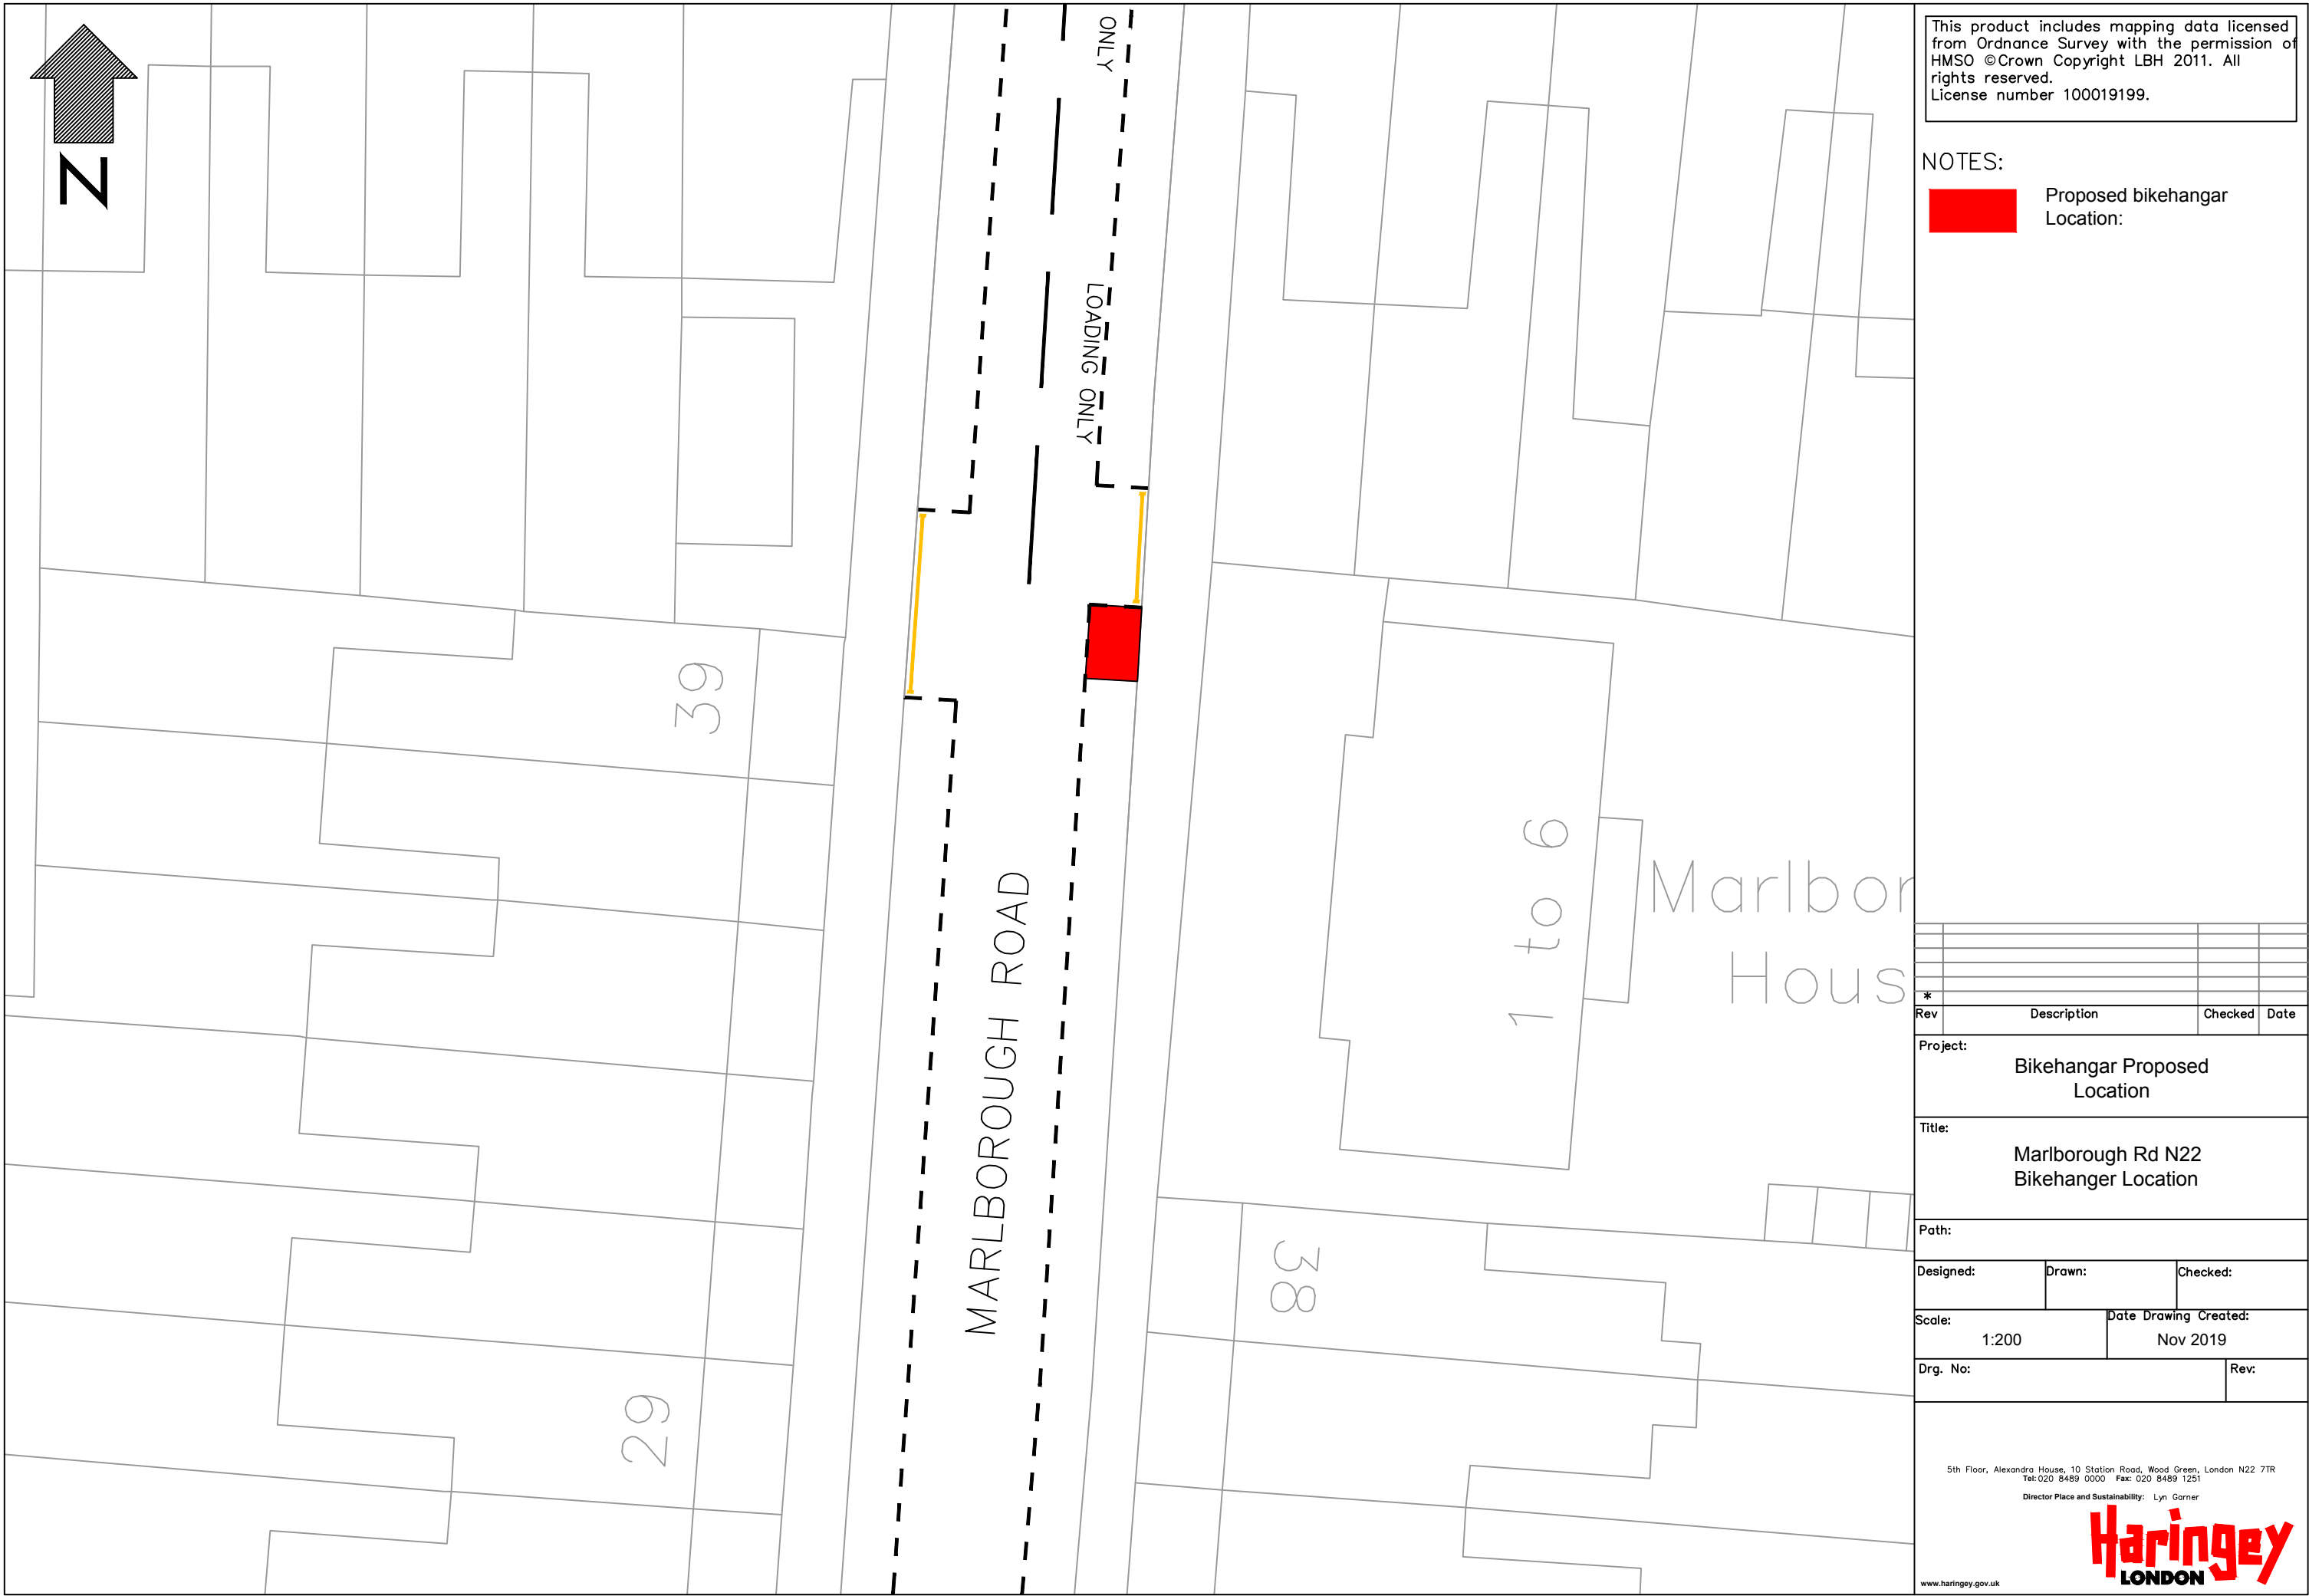 N
ONLY
LOADING ONLY
39
MARLBOROUGH ROAD
1 to 6
Marlbor
Hous
38
29
This product includes mapping data licensed
from Ordnance Survey with the permission of
HMSO ©Crown Copyright LBH 2011. All
rights reserved.
License number 100019199.
NOTES:
Proposed bikehangar
Location:
*
Rev Description Checked Date
Project:
Bikehangar Proposed
Location
Title:
Marlborough Rd N22
Bikehanger Location
Path:
Designed: Drawn: Checked:
Scale: Date Drawing Created:
1:200 Nov 2019
Drg. No: Rev:
5th Floor, Alexandra House, 10 Station Road, Wood Green, London N22 7TR
Tel: 020 8489 0000 Fax: 020 8489 1251
Director Place and Sustainability: Lyn Garner
Haringey
LONDON
www.haringey.gov.uk